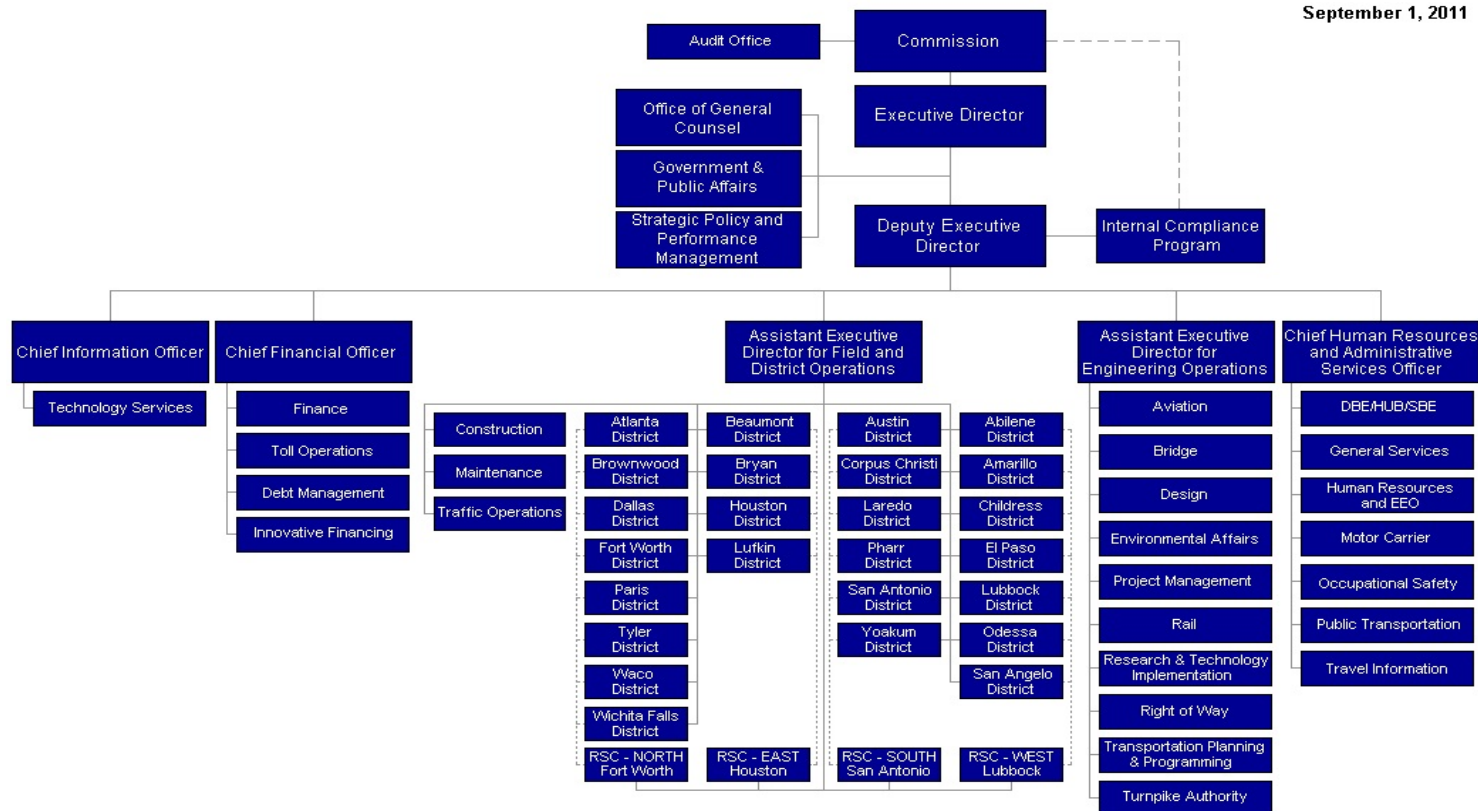 September 1, 2011
Audit Office
Commission
Office of General
Counsel
Executive Director
Government &
Public Affairs
Strategic Policy and
Performance
Management
Deputy Executive
Director
Internal Compliance
Program
Chief Information Officer
Technology Services
Chief Financial Officer
Finance
Toll Operations
Debt Management
Innovative Financing
Assistant Executive
Director for Field and
District Operations
Construction
Maintenance
Traffic Operations
Atlanta
District
Brownwood
District
Dallas
District
Fort Worth
District
Paris
District
Tyler
District
Waco
District
Wichita Falls
District
RSC - NORTH
Fort Worth
Beaumont
District
Bryan
District
Houston
District
Lufkin
District
RSC - EAST
Houston
Austin
District
Corpus Christi
District
Laredo
District
Pharr
District
San Antonio
District
Yoakum
District
RSC - SOUTH
San Antonio
Abilene
District
Amarillo
District
Childress
District
El Paso
District
Lubbock
District
Odessa
District
San Angelo
District
RSC - WEST
Lubbock
Assistant Executive
Director for
Engineering Operations
Aviation
Bridge
Design
Environmental Affairs
Project Management
Rail
Research & Technology
Implementation
Right of Way
Transportation Planning
& Programming
Turnpike Authority
Chief Human Resources
and Administrative
Services Officer
DBE/HUB/SBE
General Services
Human Resources
and EEO
Motor Carrier
Occupational Safety
Public Transportation
Travel Information